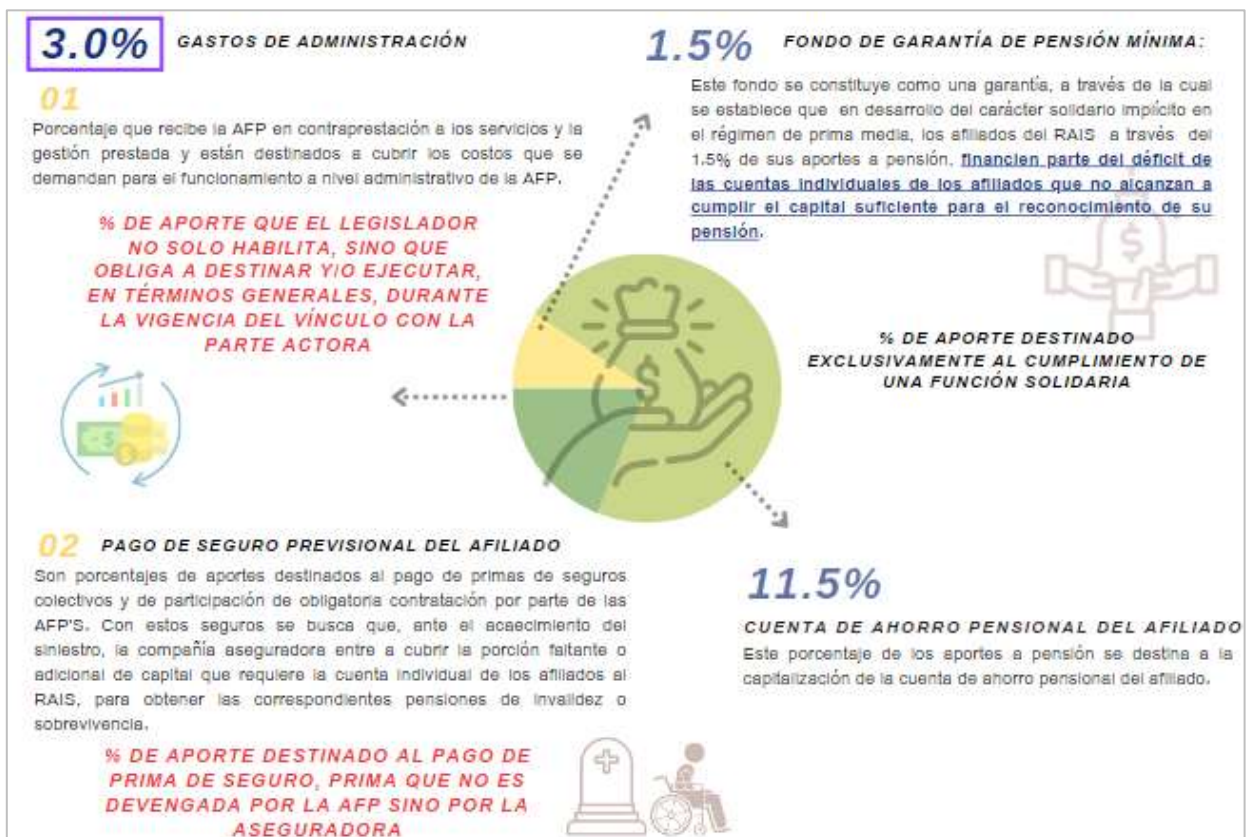 3.0% GASTOS DE ADMINISTRACIÓN
01
Porcentaje que recibe la AFP en contraprestación a los servicios y la
gestión prestada y están destinados a cubrir los costos que se
demandan para el funcionamiento a nivel administrativo de la AFP.
% DE APORTE QUE EL LEGISLADOR
NO SOLO HABILITA, SINO QUE
OBLIGA A DESTINAR Y/O EJECUTAR,
EN TÉRMINOS GENERALES, DURANTE
LA VIGENCIA DEL VÍNCULO CON LA
PARTE ACTORA
1.5% FONDO DE GARANTÍA DE PENSIÓN MÍNIMA:
Este fondo se constituye como una garantía, a través de la cual
se establece que en desarrollo del carácter solidario implícito en
el régimen de prima media, los afiliados del RAIS a través del
1.5% de sus aportes a pensión, financien parte del déficit de
las cuentas individuales de los afiliados que no alcanzan a
cumplir el capital suficiente para el reconocimiento de su
pensión.
$
% DE APORTE DESTINADO
EXCLUSIVAMENTE AL CUMPLIMIENTO DE
UNA FUNCIÓN SOLIDARIA
$
$
02 PAGO DE SEGURO PREVISIONAL DEL AFILIADO
Son porcentajes de aportes destinados al pago de primas de seguros
colectivos y de participación de obligatoria contratación por parte de las
AFP'S. Con estos seguros se busca que, ante el acaecimiento del
siniestro, la compañía aseguradora entre a cubrir la porción faltante o
adicional de capital que requiere la cuenta individual de los afiliados al
RAIS, para obtener las correspondientes pensiones de invalidez o
sobrevivencia.
% DE APORTE DESTINADO AL PAGO DE
PRIMA DE SEGURO, PRIMA QUE NO ES
DEVENGADA POR LA AFP SINO POR LA
ASEGURADORA
11.5%
CUENTA DE AHORRO PENSIONAL DEL AFILIADO
Este porcentaje de los aportes a pensión se destina a la
capitalización de la cuenta de ahorro pensional del afiliado.